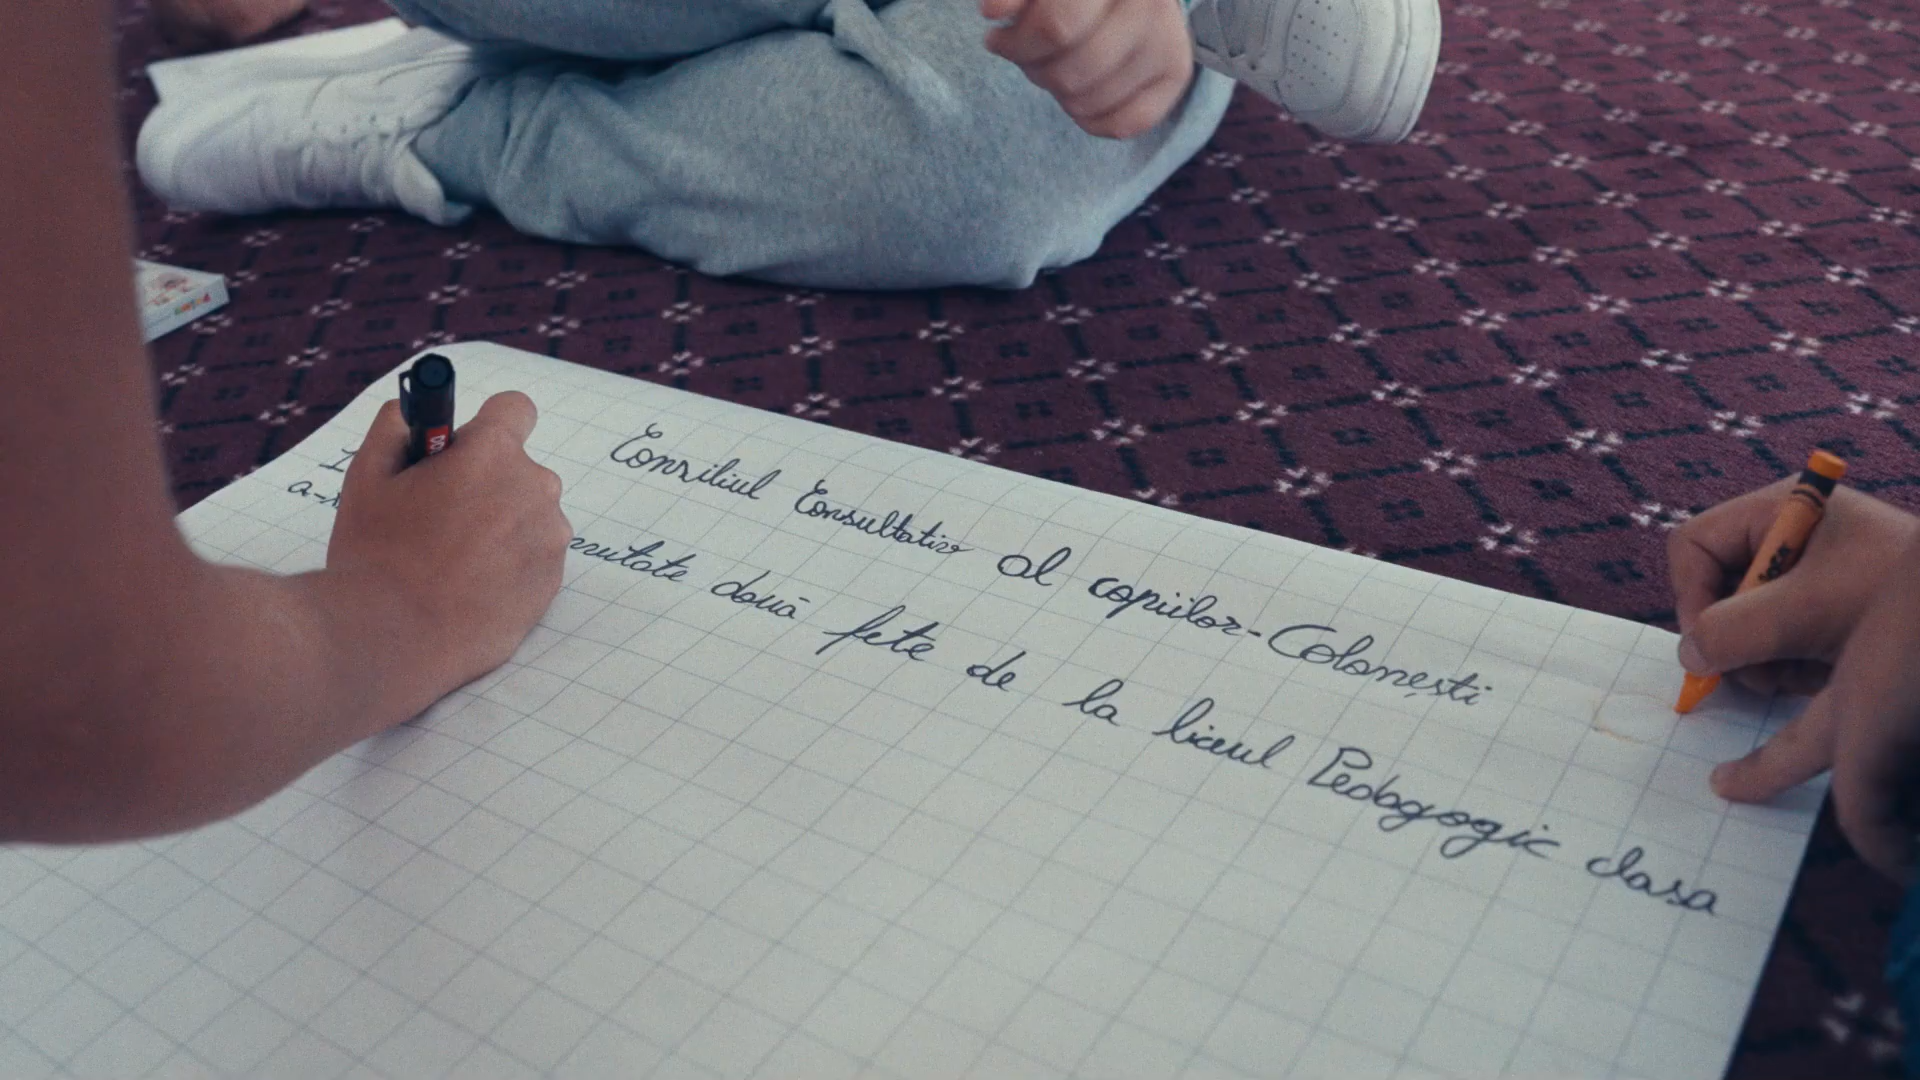 Consiliul Consultativ al copiilor-Colonești
două fete de la liceul Pedagogic clasa
a-